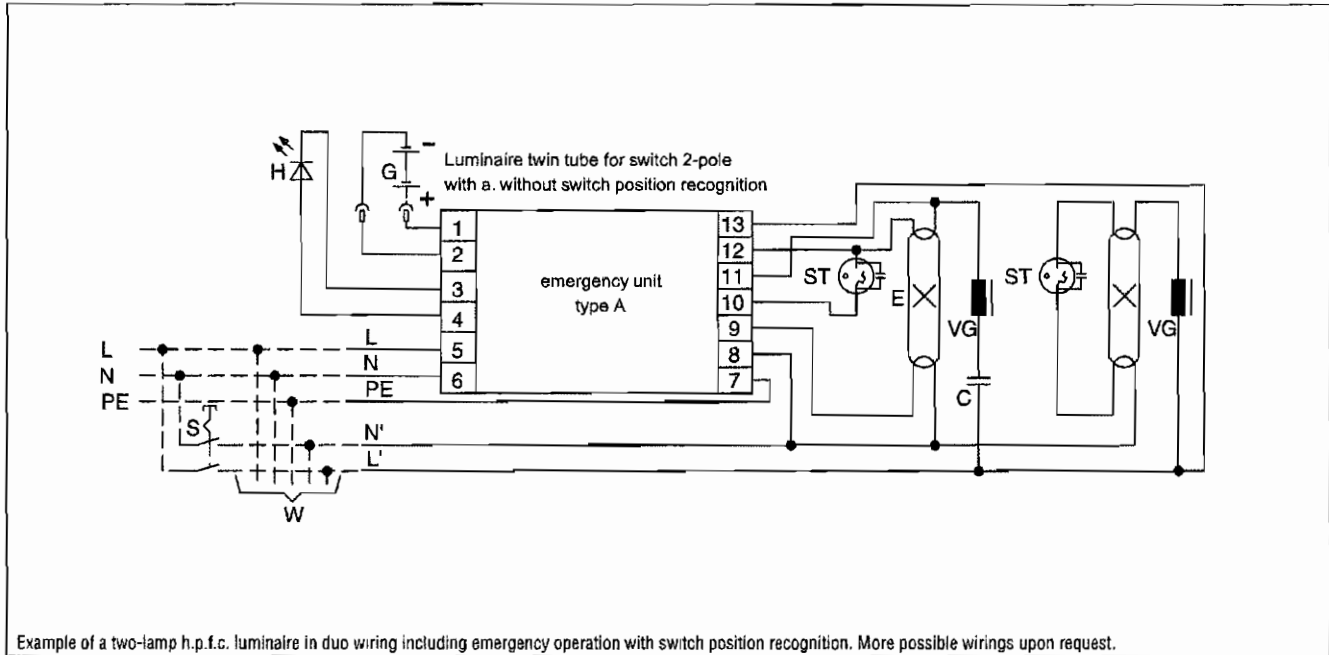 H
G
−
+
Luminaire twin tube for switch 2-pole
with a. without switch position recognition
1
2
3
4
5
6
emergency unit
type A
13
12
11
10
9
8
7
ST
E
VG
C
ST
VG
L
N
PE
L
N
PE
S
N'
L'
W
Example of a two-lamp h.p.f.c. luminaire in duo wiring including emergency operation with switch position recognition. More possible wirings upon request.